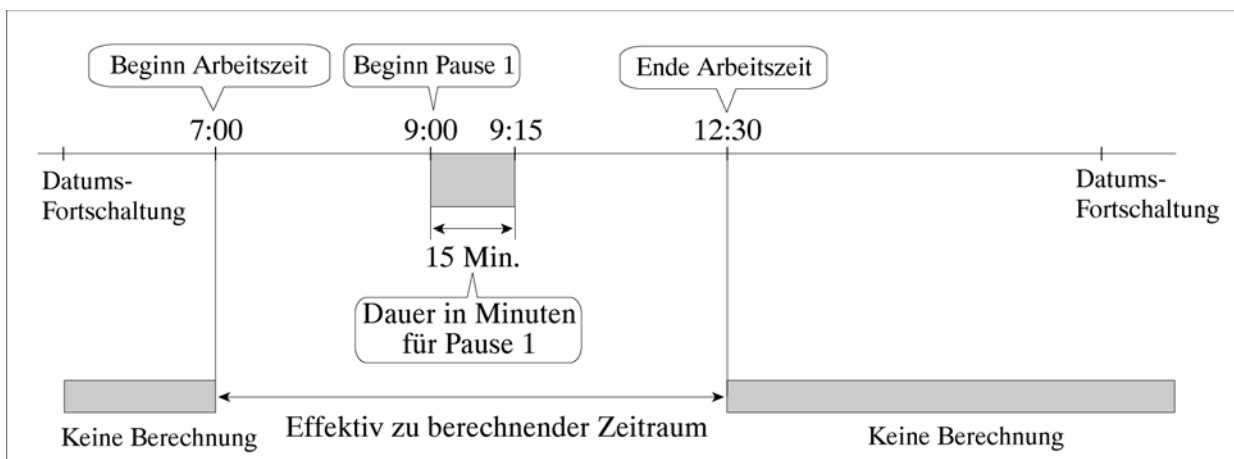 Beginn Arbeitszeit
Beginn Pause 1
Ende Arbeitszeit
7:00
9:00
9:15
12:30
Datums-
Fortschaltung
Datums-
Fortschaltung
15 Min.
Dauer in Minuten
für Pause 1
Keine Berechnung
Effektiv zu berechnender Zeitraum
Keine Berechnung